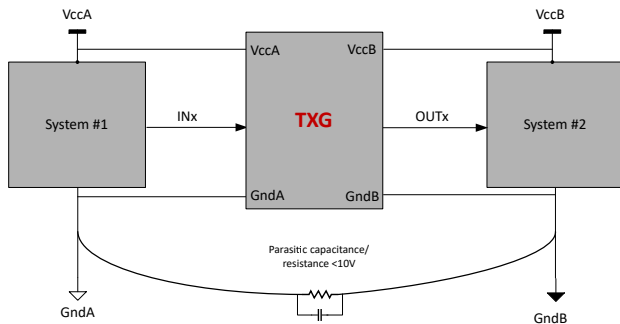 VccA
VccB
VccA
VccB
System #1
INx
TXG
OUTx
System #2
GndA
GndB
Parasitic capacitance/
resistance <10V
GndA
GndB